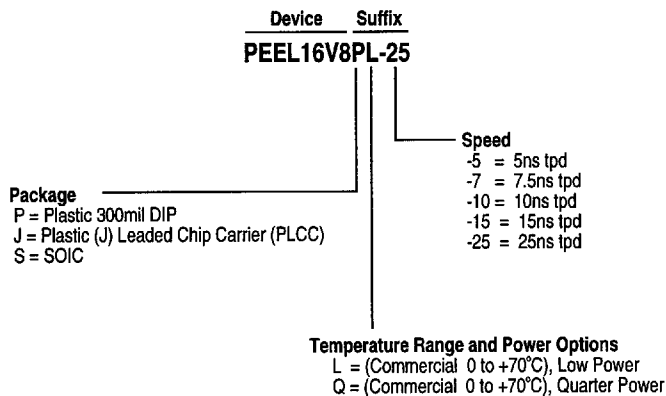 Device Suffix
PEEL16V8PL-25
Speed
-5 = 5ns tpd
-7 = 7.5ns tpd
-10 = 10ns tpd
-15 = 15ns tpd
-25 = 25ns tpd
Package
P = Plastic 300mil DIP
J = Plastic (J) Leaded Chip Carrier (PLCC)
S = SOIC
Temperature Range and Power Options
L = (Commercial 0 to +70°C), Low Power
Q = (Commercial 0 to +70°C), Quarter Power